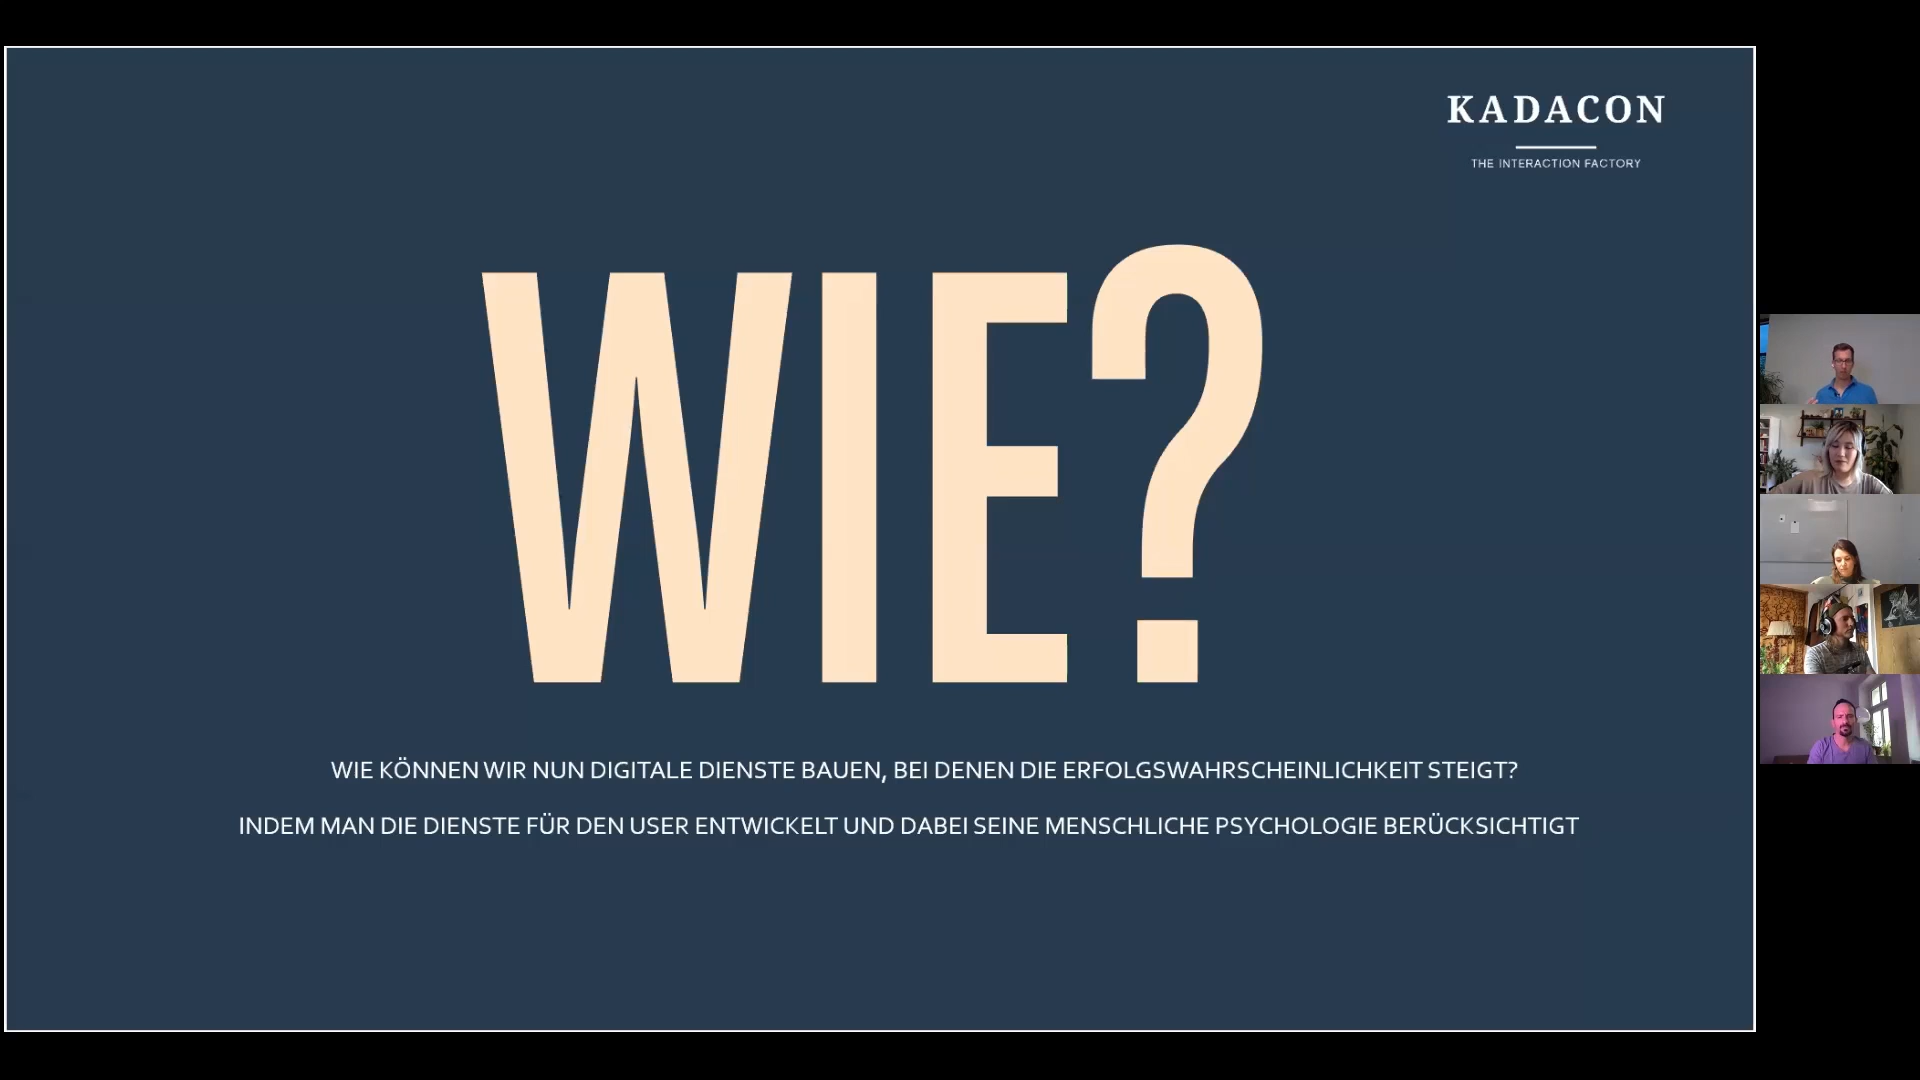 KADACON
THE INTERACTION FACTORY
WIE?
WIE KÖNNEN WIR NUN DIGITALE DIENSTE BAUEN, BEI DENEN DIE ERFOLGSWAHRSCHEINLICHKEIT STEIGT?
INDEM MAN DIE DIENSTE FÜR DEN USER ENTWICKELT UND DABEI SEINE MENSCHLICHE PSYCHOLOGIE BERÜCKSICHTIGT